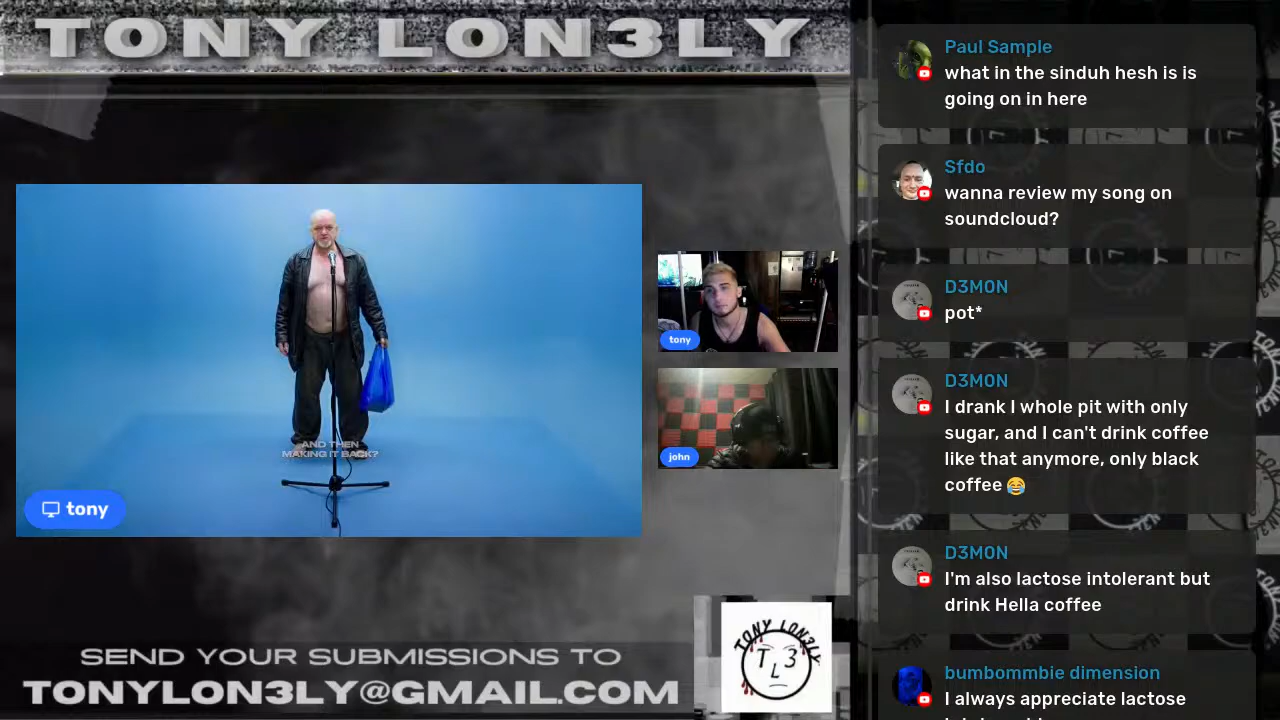 TONY LON3LY
AND THEN
MAKING IT BACK?
tony
tony
john
SEND YOUR SUBMISSIONS TO
TONYLON3LY@GMAIL.COM
TONY LON3LY
TL3
Paul Sample
what in the sinduh hesh is is
going on in here
Sfdo
wanna review my song on
soundcloud?
D3MON
pot*
D3MON
I drank I whole pit with only
sugar, and I can't drink coffee
like that anymore, only black
coffee 😂
D3MON
I'm also lactose intolerant but
drink Hella coffee
bumbommbie dimension
I always appreciate lactose